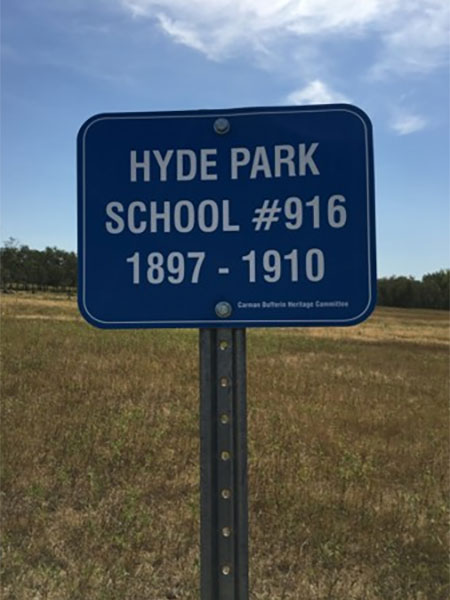 HYDE PARK
SCHOOL #916
1897 - 1910
Carman Dufferin Heritage Committee